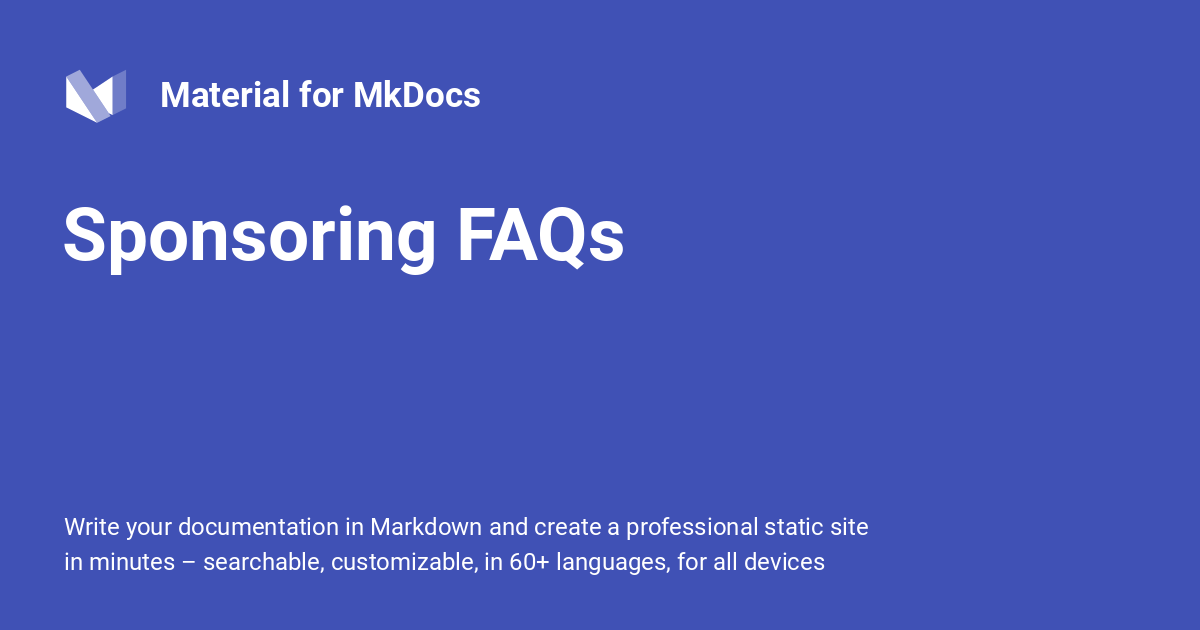 Material for MkDocs
Sponsoring FAQs
Write your documentation in Markdown and create a professional static site
in minutes – searchable, customizable, in 60+ languages, for all devices